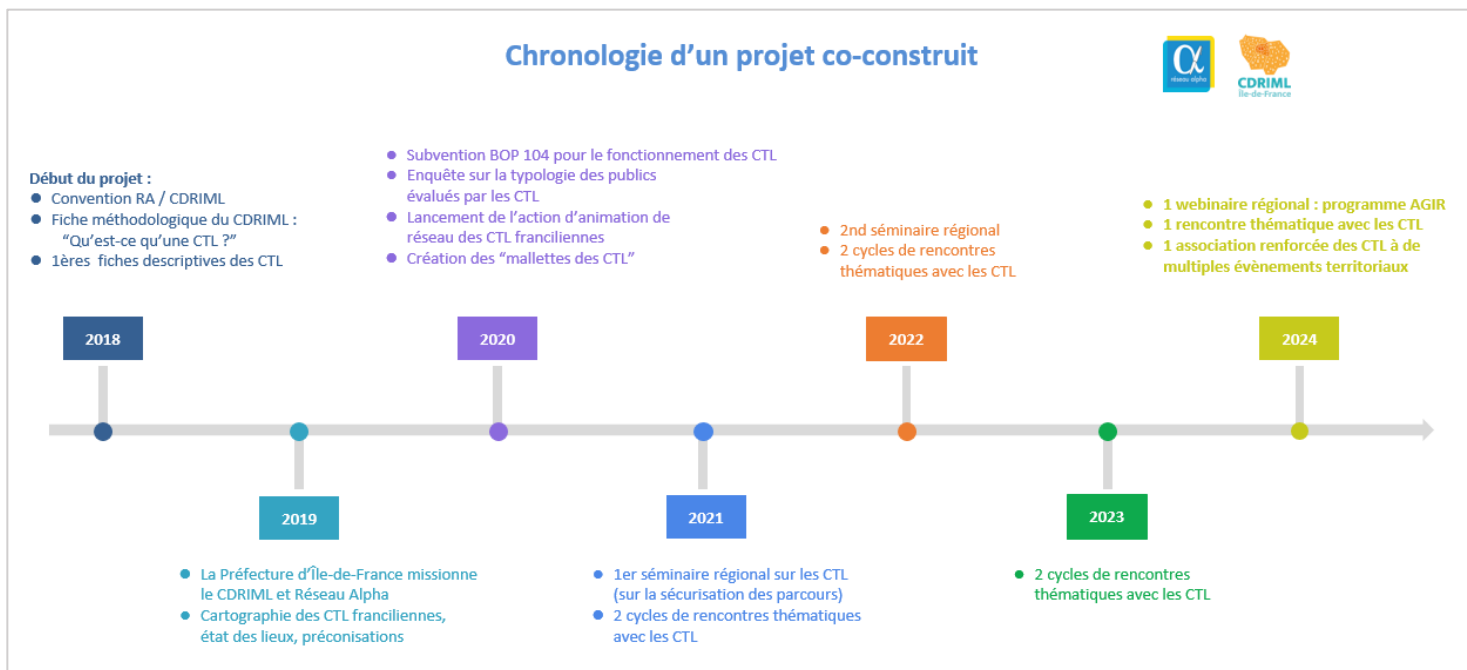 Chronologie d’un projet co-construit
α
réseau alpha
CDRIML
Île-de-France
Début du projet :
● Convention RA / CDRIML
● Fiche méthodologique du CDRIML :
“Qu’est-ce qu’une CTL ?”
● 1ères fiches descriptives des CTL
2018
● La Préfecture d’Île-de-France missionne
le CDRIML et Réseau Alpha
● Cartographie des CTL franciliennes,
état des lieux, préconisations
2019
● Subvention BOP 104 pour le fonctionnement des CTL
● Enquête sur la typologie des publics
évalués par les CTL
● Lancement de l’action d’animation de
réseau des CTL franciliennes
● Création des “mallettes des CTL”
2020
2021
● 1er séminaire régional sur les CTL
(sur la sécurisation des parcours)
● 2 cycles de rencontres thématiques
avec les CTL
● 2nd séminaire régional
● 2 cycles de rencontres
thématiques avec les CTL
2022
2023
● 2 cycles de rencontres
thématiques avec les CTL
● 1 webinaire régional : programme AGIR
● 1 rencontre thématique avec les CTL
● 1 association renforcée des CTL à de
multiples évènements territoriaux
2024